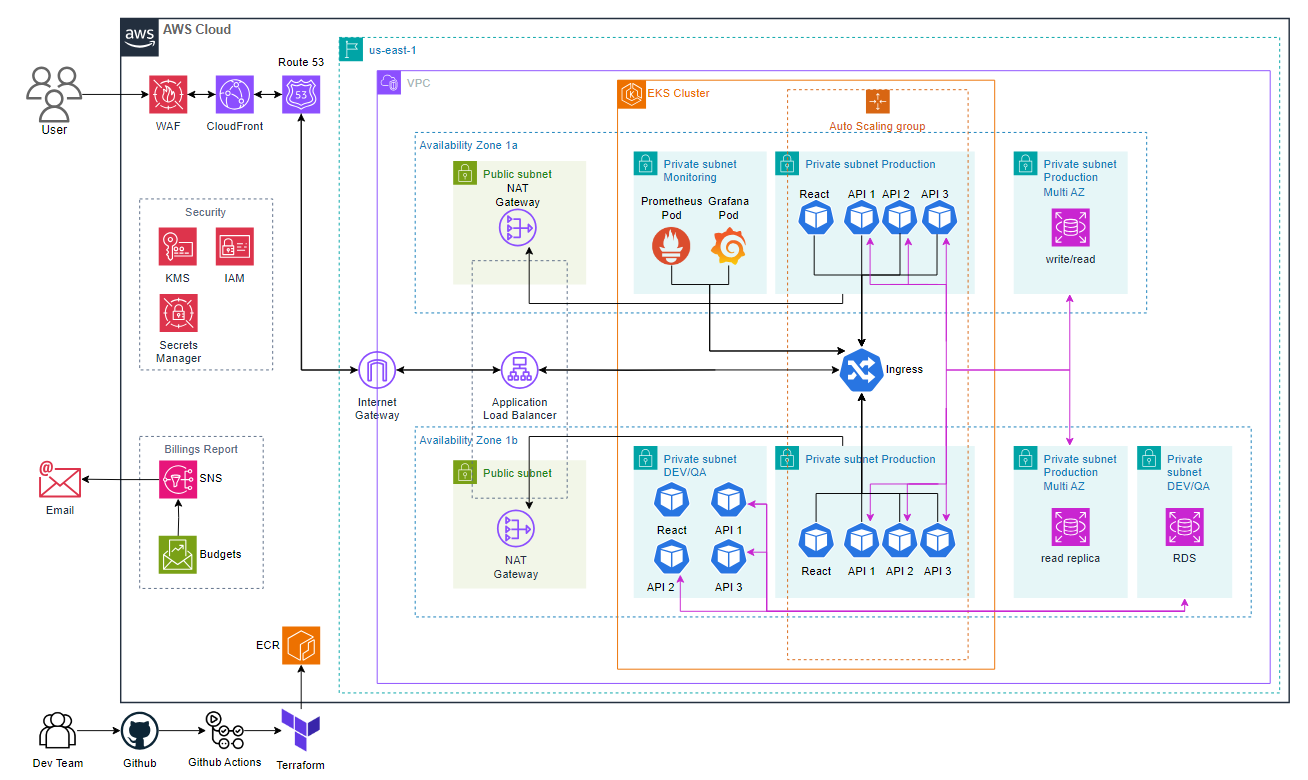 aws
AWS Cloud
us-east-1
Route 53
53
VPC
EKS Cluster
Auto Scaling group
User
WAF
CloudFront
Availability Zone 1a
Public subnet
NAT
Gateway
Private subnet
Monitoring
Prometheus
Pod
Grafana
Pod
Private subnet Production
React
API 1
API 2
API 3
Private subnet
Production
Multi AZ
write/read
Security
KMS
IAM
Secrets
Manager
Internet
Gateway
Application
Load Balancer
Ingress
Availability Zone 1b
Public subnet
NAT
Gateway
Private subnet
DEV/QA
React
API 1
API 2
API 3
Private subnet Production
React
API 1
API 2
API 3
Private subnet
Production
Multi AZ
read replica
Private
subnet
DEV/QA
RDS
Billings Report
@
Email
SNS
Budgets
ECR
Dev Team
Github
Github Actions
Terraform